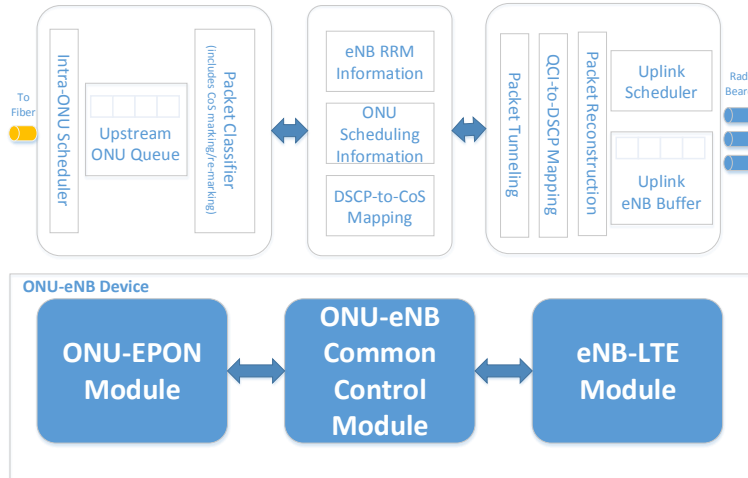 To
Fiber
Intra-ONU Scheduler
Upstream
ONU Queue
Packet Classifier
(includes CoS marking/re-marking)
eNB RRM
Information
ONU
Scheduling
Information
DSCP-to-CoS
Mapping
Packet Tunneling
QCI-to-DSCP Mapping
Packet Reconstruction
Uplink
Scheduler
Uplink
eNB Buffer
Rad
Bear
ONU-eNB Device
ONU-EPON
Module
ONU-eNB
Common
Control
Module
eNB-LTE
Module